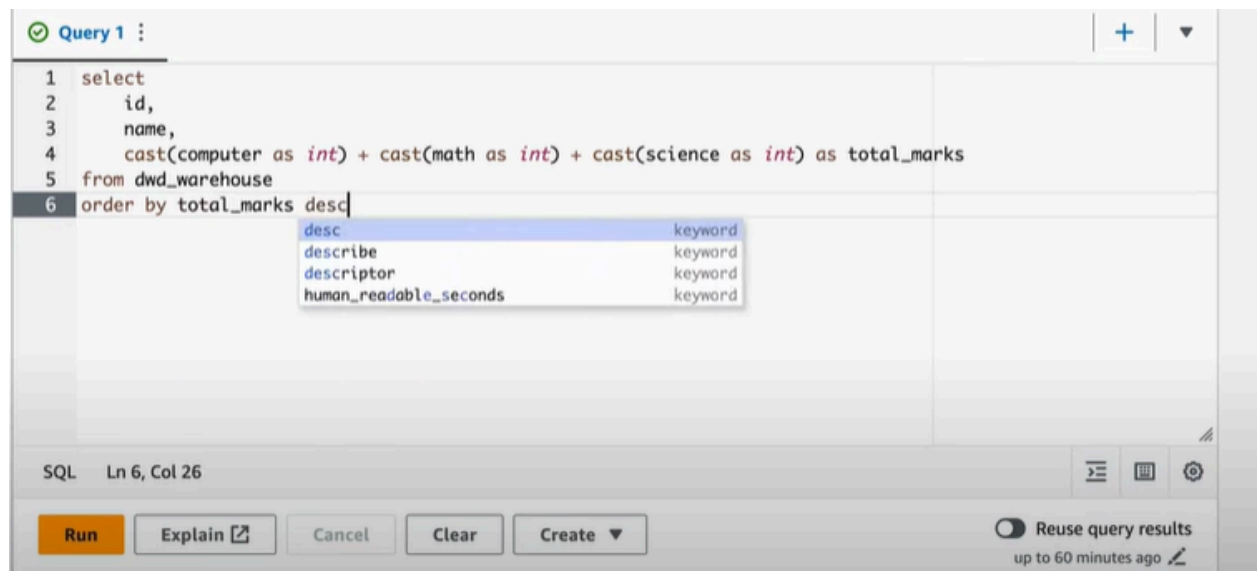 Query 1
1 select
2 id,
3 name,
4 cast(computer as int) + cast(math as int) + cast(science as int) as total_marks
5 from dwd_warehouse
6 order by total_marks desc
desc keyword
describe keyword
descriptor keyword
human_readable_seconds keyword
SQL Ln 6, Col 26
Run Explain Cancel Clear Create Reuse query results
up to 60 minutes ago